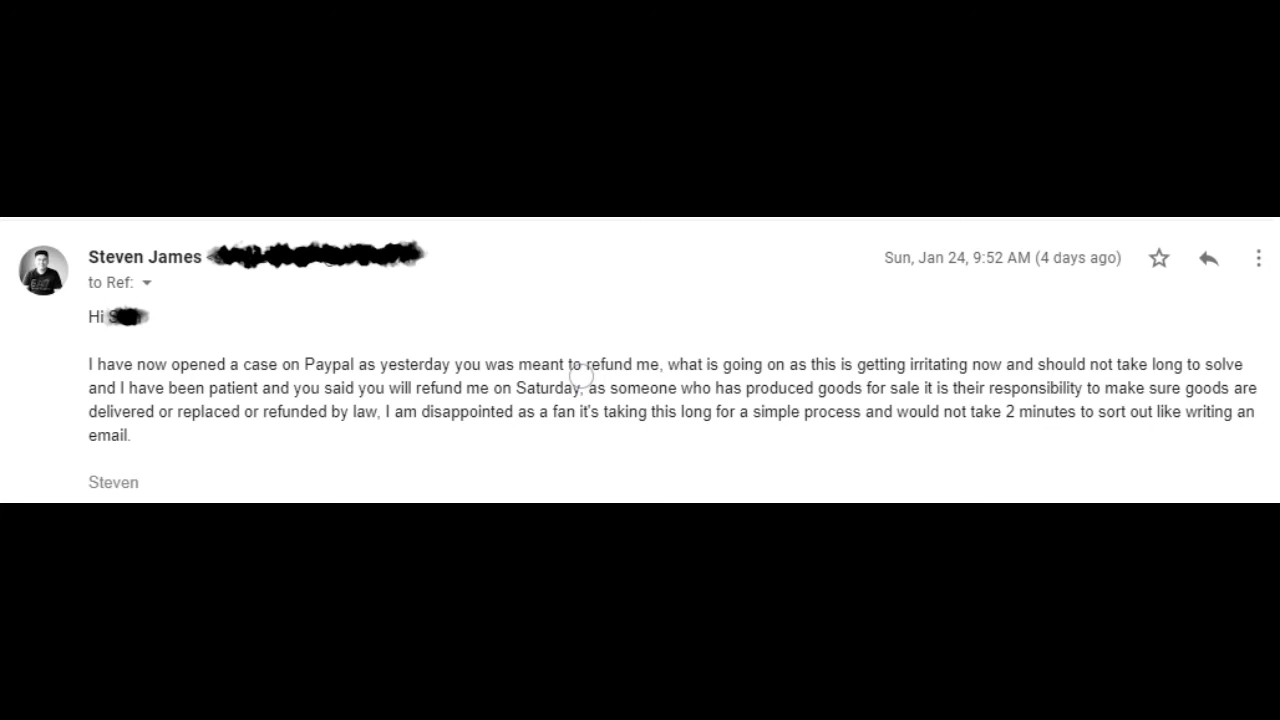 Steven James
Sun, Jan 24, 9:52 AM (4 days ago)
to Ref:
Hi
I have now opened a case on Paypal as yesterday you was meant to refund me, what is going on as this is getting irritating now and should not take long to solve
and I have been patient and you said you will refund me on Saturday, as someone who has produced goods for sale it is their responsibility to make sure goods are
delivered or replaced or refunded by law, I am disappointed as a fan it's taking this long for a simple process and would not take 2 minutes to sort out like writing an
email.
Steven